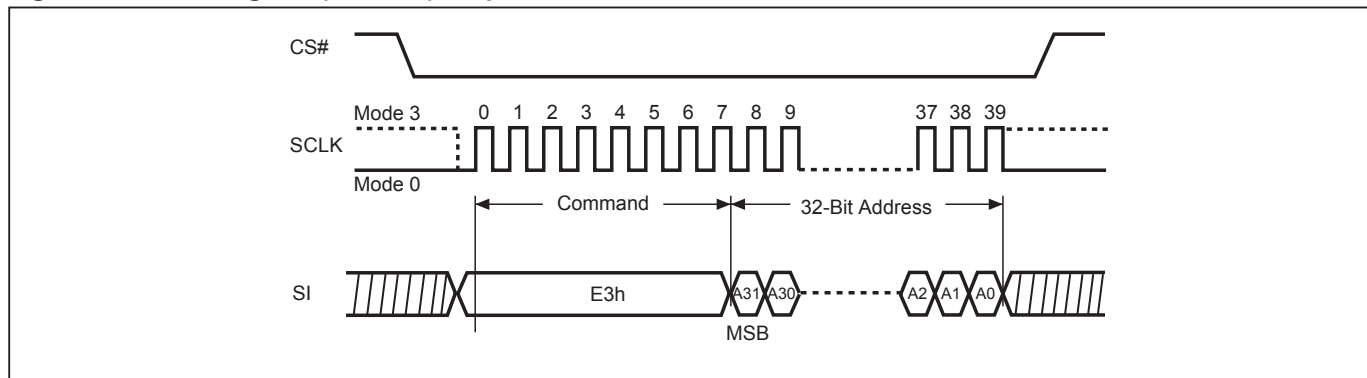 CS#
Mode 3 0 1 2 3 4 5 6 7 8 9 37 38 39
SCLK
Mode 0
Command 32-Bit Address
SI E3h A31 A30 A2 A1 A0
MSB